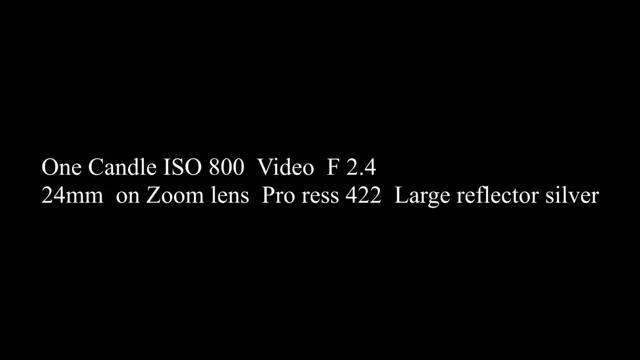 One Candle ISO 800  Video  F 2.4
24mm  on Zoom lens  Pro ress 422  Large reflector silver